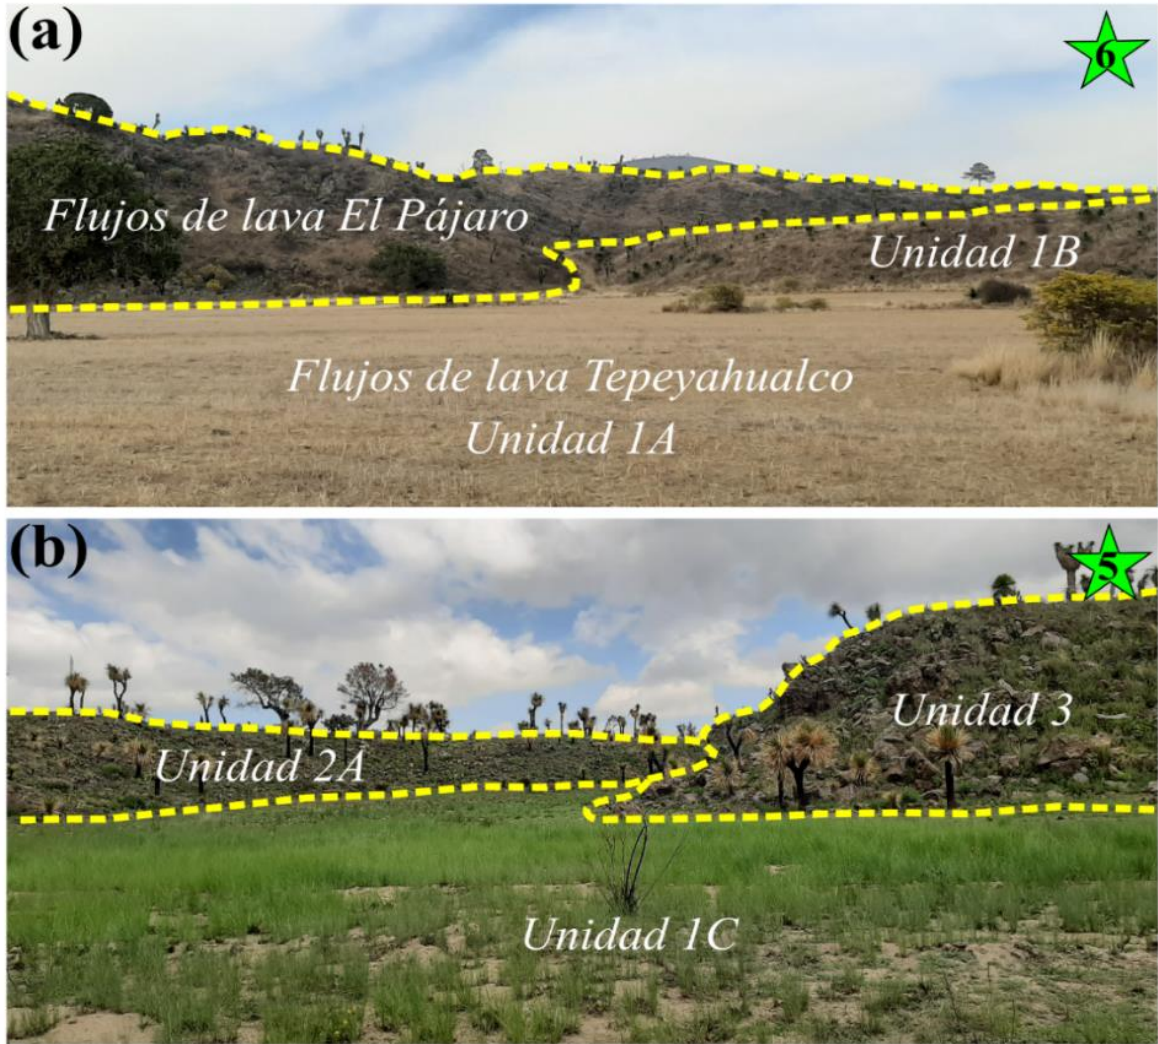 (a)
6
Flujos de lava El Pájaro
Unidad 1B
Flujos de lava Tepeyahualco
Unidad 1A
(b)
5
Unidad 3
Unidad 2A
Unidad 1C